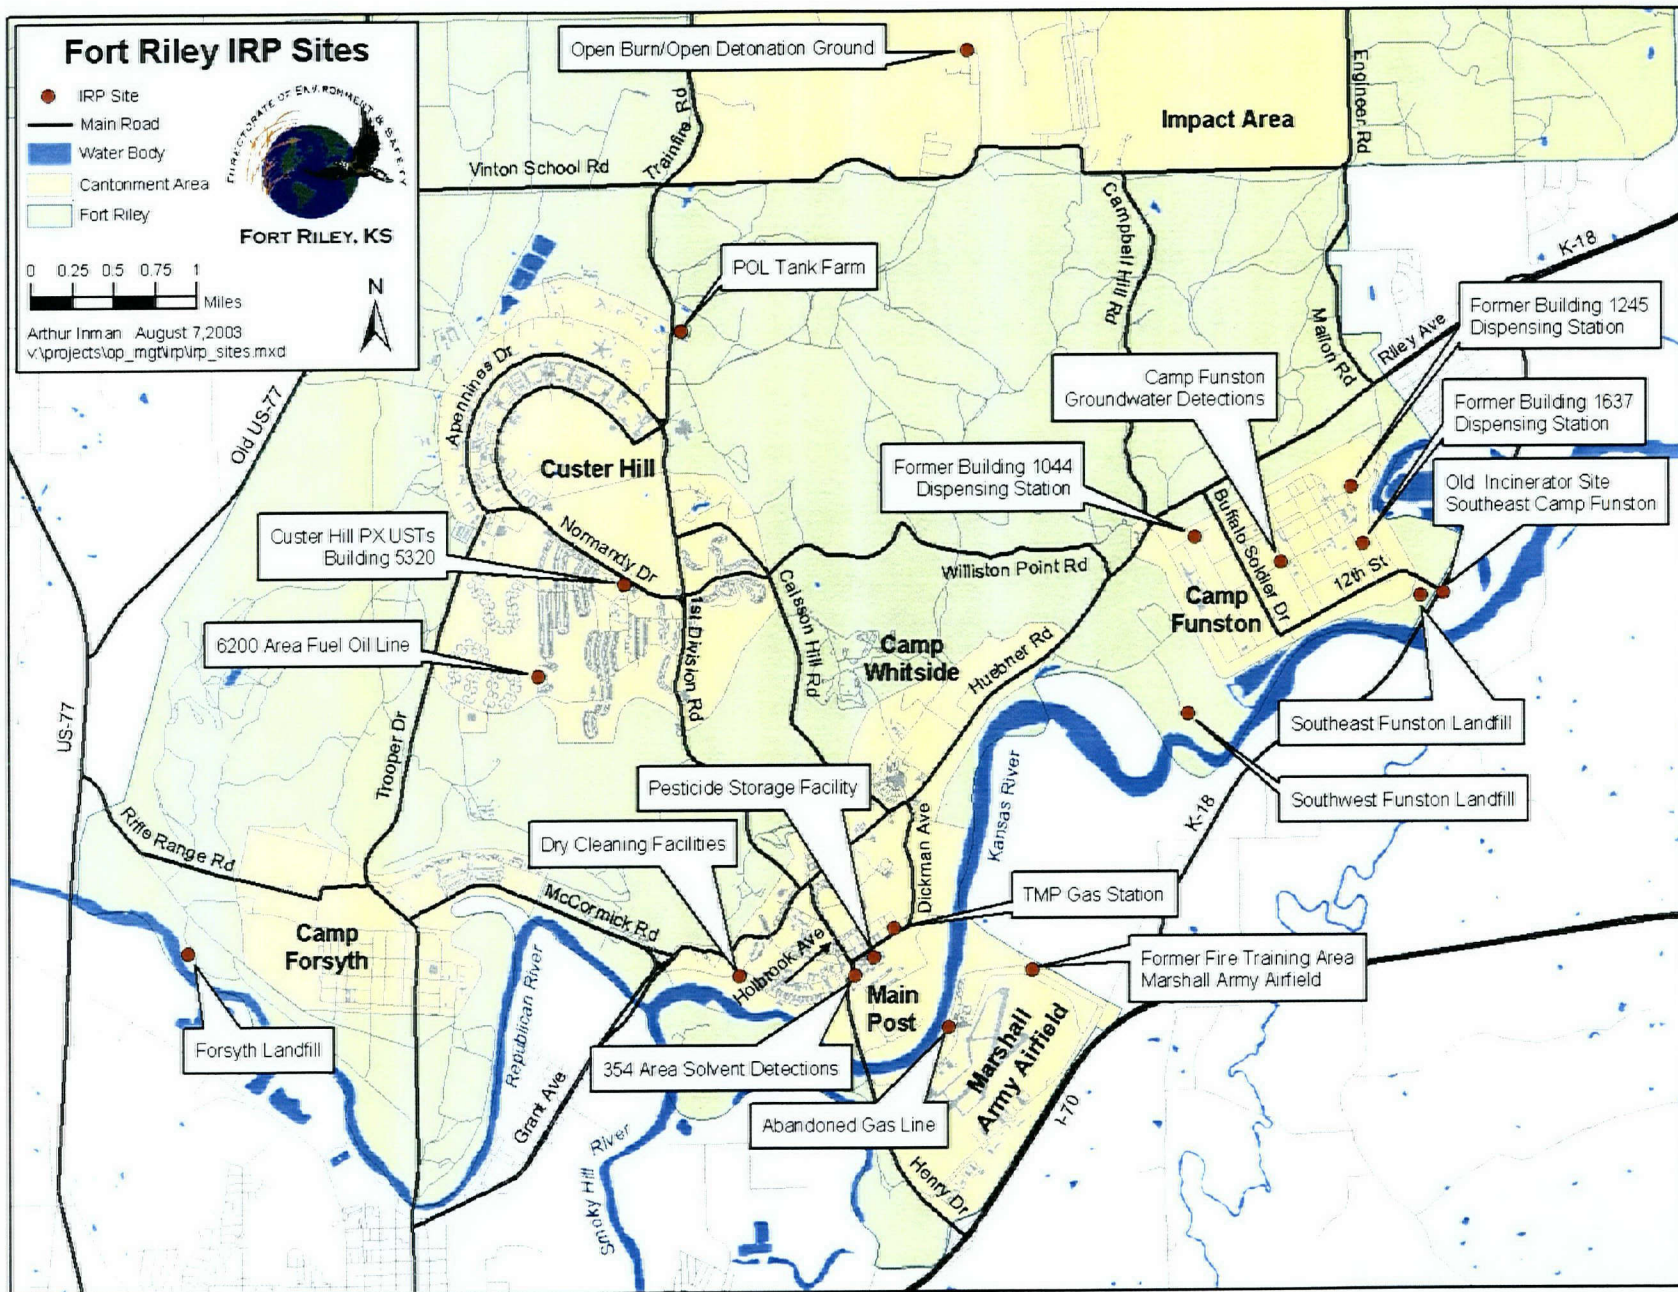 Fort Riley IRP Sites
IRP Site
Main Road
Water Body
Cantonment Area
Fort Riley
DIRECTORATE OF ENVIRONMENT & SAFETY
FORT RILEY, KS
0 0.25 0.5 0.75 1
Miles
N
Arthur Inman August 7,2003
v:\projects\op_mgt\irp\irp_sites.mxd
Open Burn/Open Detonation Ground
Impact Area
Engineer Rd
Trainfire Rd
Vinton School Rd
Campbell Hill Rd
K-18
POL Tank Farm
Former Building 1245
Dispensing Station
Mallon Rd
Riley Ave
Apennines Dr
Camp Funston
Groundwater Detections
Former Building 1637
Dispensing Station
Old US-77
Custer Hill
Former Building 1044
Dispensing Station
Old Incinerator Site
Southeast Camp Funston
Custer Hill PX USTs
Building 5320
Normandy Dr
Buffalo Soldier Dr
Williston Point Rd
12th St
Camp
Funston
1st Division Rd
Caisson Hill Rd
6200 Area Fuel Oil Line
Camp
Whitside
Huebner Rd
US-77
Trooper Dr
Southeast Funston Landfill
Pesticide Storage Facility
Kansas River
Southwest Funston Landfill
K-18
Rifle Range Rd
Dry Cleaning Facilities
Dickman Ave
McCormick Rd
TMP Gas Station
Camp
Forsyth
Holbrook Ave
Former Fire Training Area
Marshall Army Airfield
Main
Post
Republican River
Forsyth Landfill
354 Area Solvent Detections
Marshall
Army Airfield
Grant Ave
Abandoned Gas Line
I-70
Smoky Hill River
Henry Dr